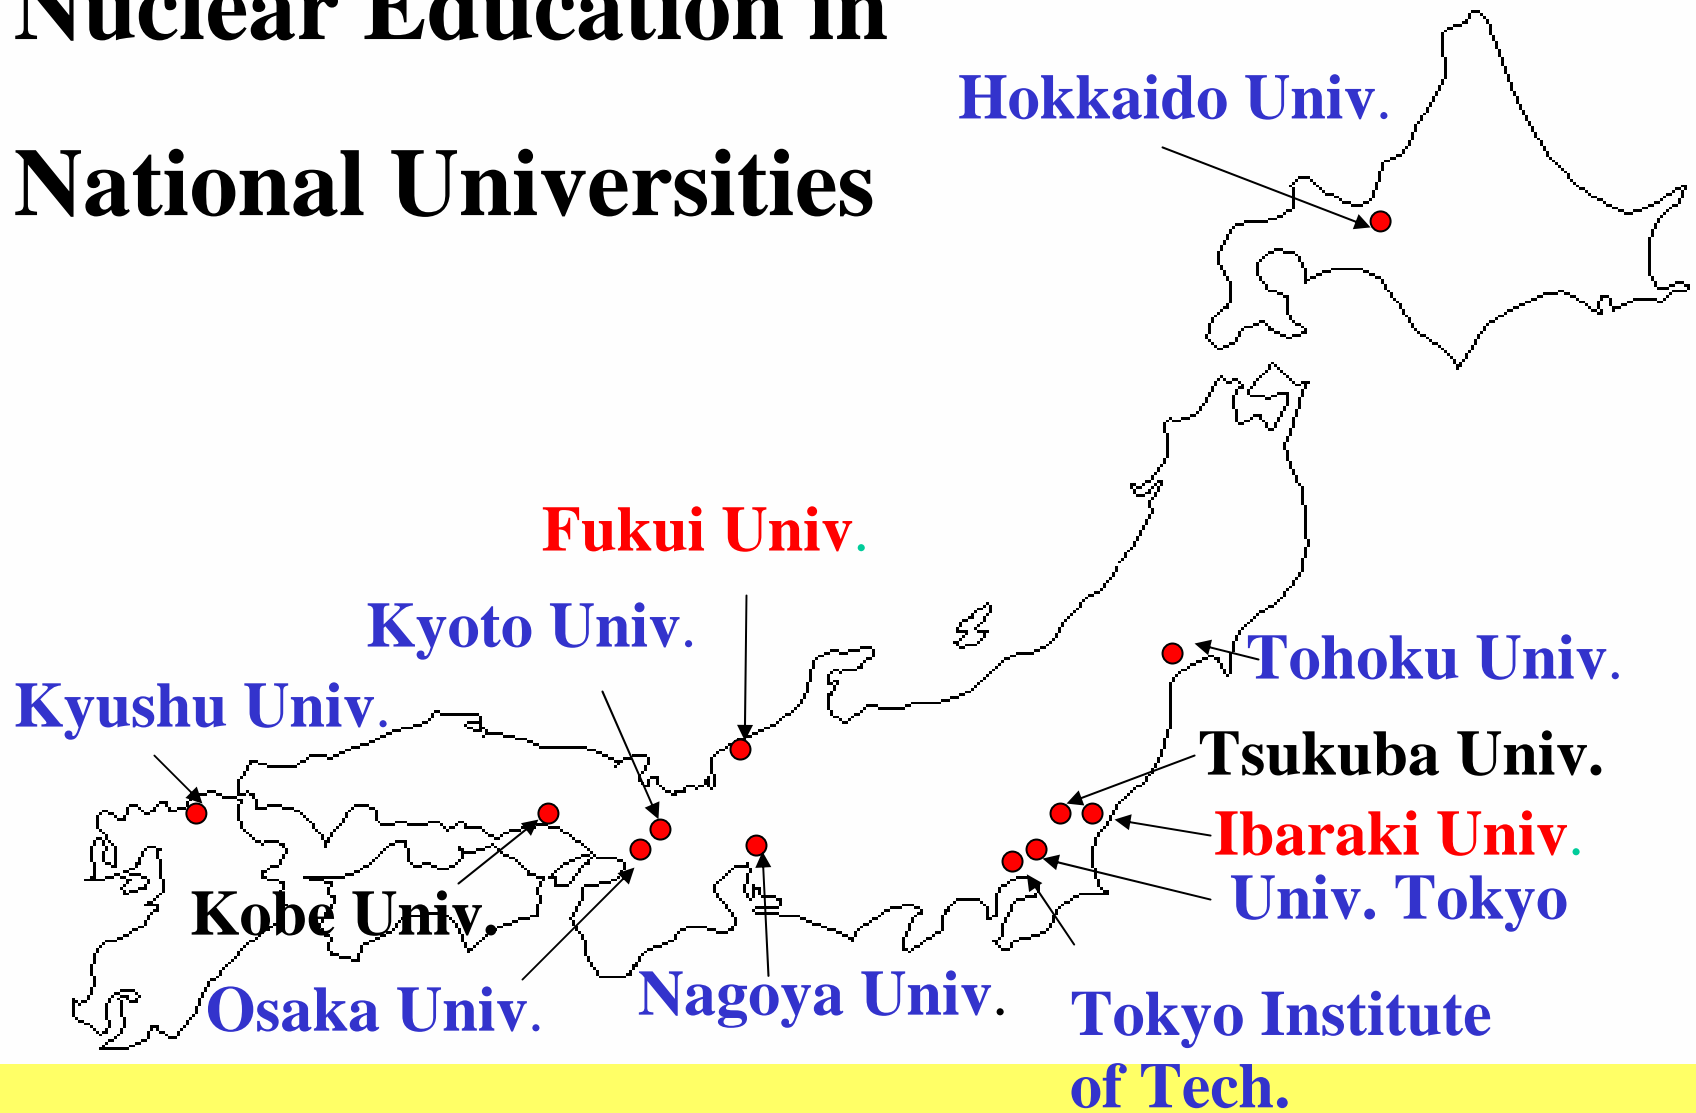 Nuclear Education in
National Universities
Hokkaido Univ.
Fukui Univ.
Kyoto Univ.
Kyushu Univ.
Tohoku Univ.
Tsukuba Univ.
Ibaraki Univ.
Univ. Tokyo
Kobe Univ.
Osaka Univ.
Nagoya Univ.
Tokyo Institute
of Tech.